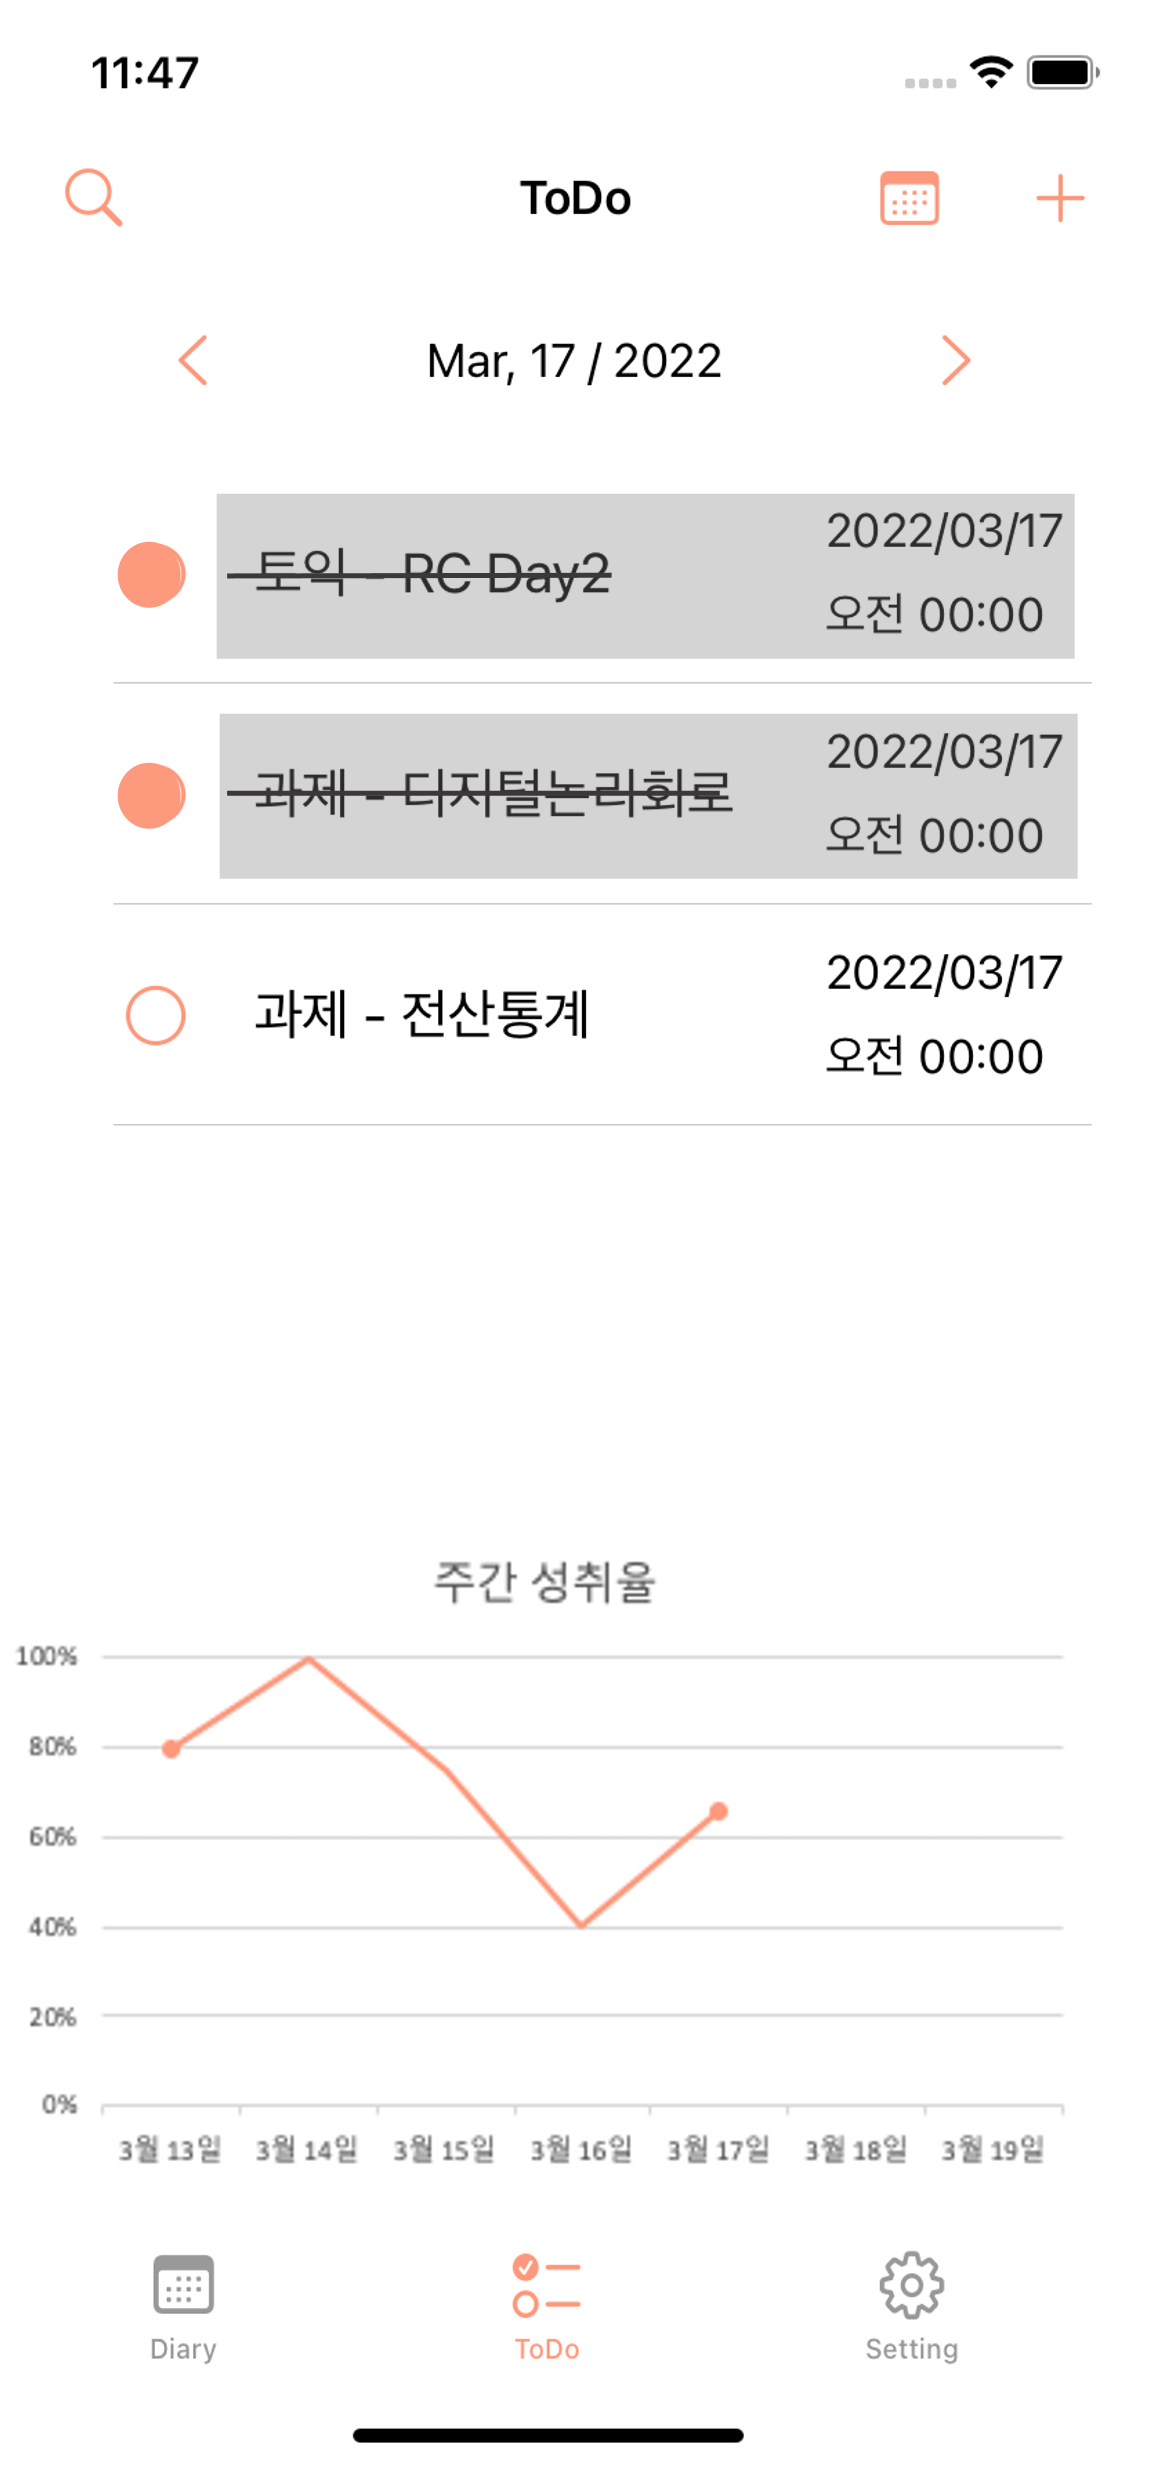 11:47
ToDo
Mar, 17 / 2022
토익 - RC Day2
2022/03/17
오전 00:00
과제 - 디지털논리회로
2022/03/17
오전 00:00
과제 - 전산통계
2022/03/17
오전 00:00
주간 성취율
100%
80%
60%
40%
20%
0%
3월 13일 3월 14일 3월 15일 3월 16일 3월 17일 3월 18일 3월 19일
Diary ToDo Setting